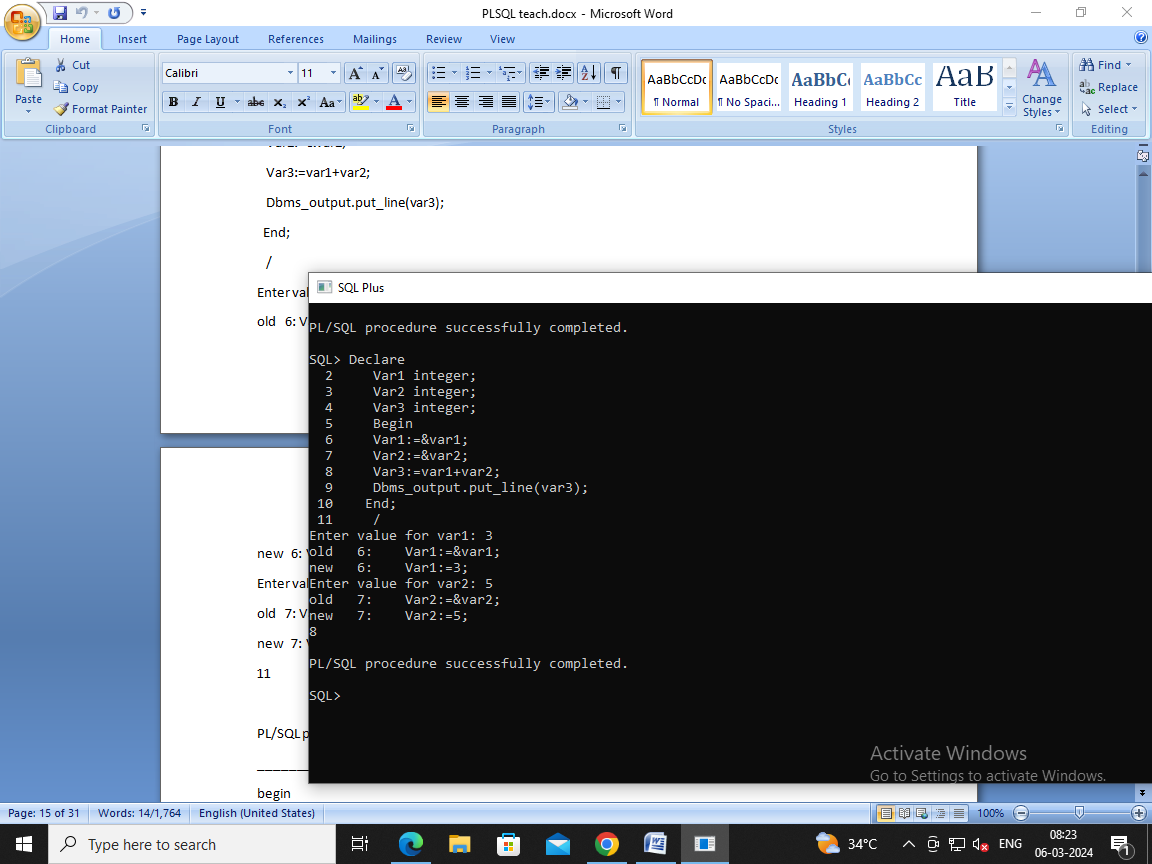 PLSQL teach.docx - Microsoft Word
Home Insert Page Layout References Mailings Review View
Paste
Cut
Copy
Format Painter
Clipboard
Calibri 11
B I U abc X₂ X² Aa
Font
Paragraph
AaBbCcDc AaBbCcDc AaBbC AaBbCc AaB
¶ Normal ¶ No Spaci... Heading 1 Heading 2 Title
Change
Styles
Styles
Find
Replace
Select
Editing
Var3:=var1+var2;
Dbms_output.put_line(var3);
End;
/
Enter val
old 6: V
new 6: V
Enter val
old 7: V
new 7: V
11
PL/SQL p
begin
SQL Plus
PL/SQL procedure successfully completed.
SQL> Declare
2 Var1 integer;
3 Var2 integer;
4 Var3 integer;
5 Begin
6 Var1:=&var1;
7 Var2:=&var2;
8 Var3:=var1+var2;
9 Dbms_output.put_line(var3);
10 End;
11 /
Enter value for var1: 3
old 6: Var1:=&var1;
new 6: Var1:=3;
Enter value for var2: 5
old 7: Var2:=&var2;
new 7: Var2:=5;
8
PL/SQL procedure successfully completed.
SQL>
Activate Windows
Go to Settings to activate Windows.
Page: 15 of 31 Words: 14/1,764 English (United States) 100%
Type here to search
34°C ENG
08:23
06-03-2024
1